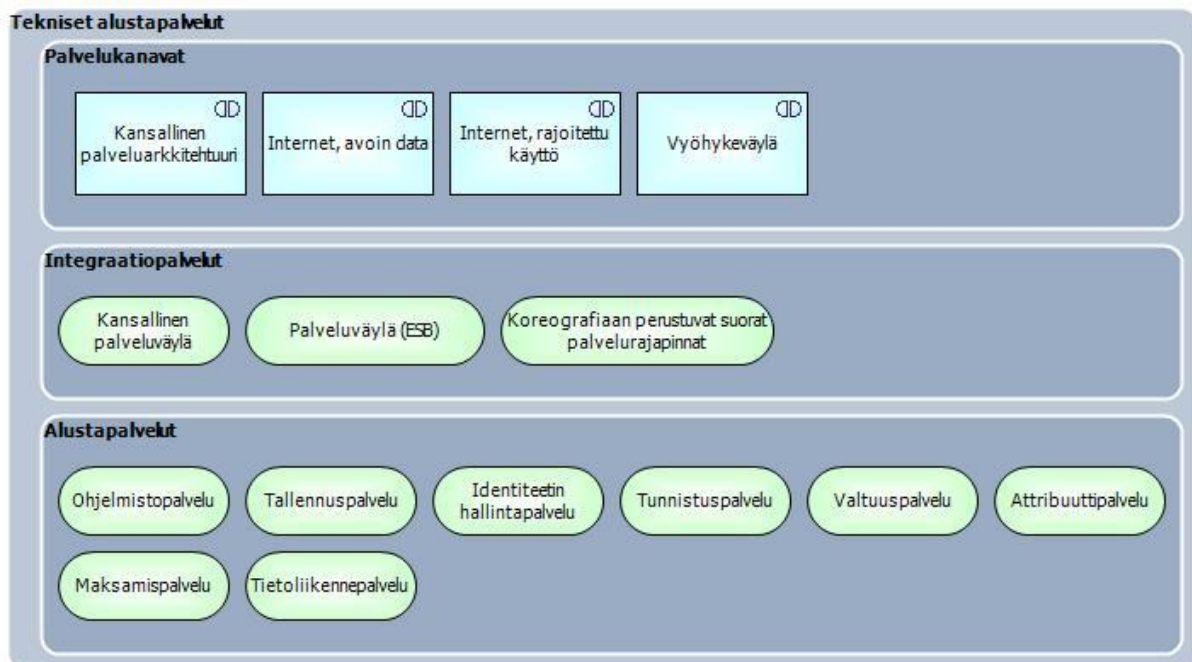 Tekniset alustapalvelut
Palvelukanavat
Kansallinen
palveluarkkitehtuuri
Internet, avoin data
Internet, rajoitettu
käyttö
Vyöhykeväylä
Integraatiopalvelut
Kansallinen
palveluväylä
Palveluväylä (ESB)
Koreografiaan perustuvat suorat
palvelurajapinnat
Alustapalvelut
Ohjelmistopalvelu
Tallennuspalvelu
Identiteetin
hallintapalvelu
Tunnistuspalvelu
Valtuuspalvelu
Attribuuttipalvelu
Maksamispalvelu
Tietoliikennepalvelu